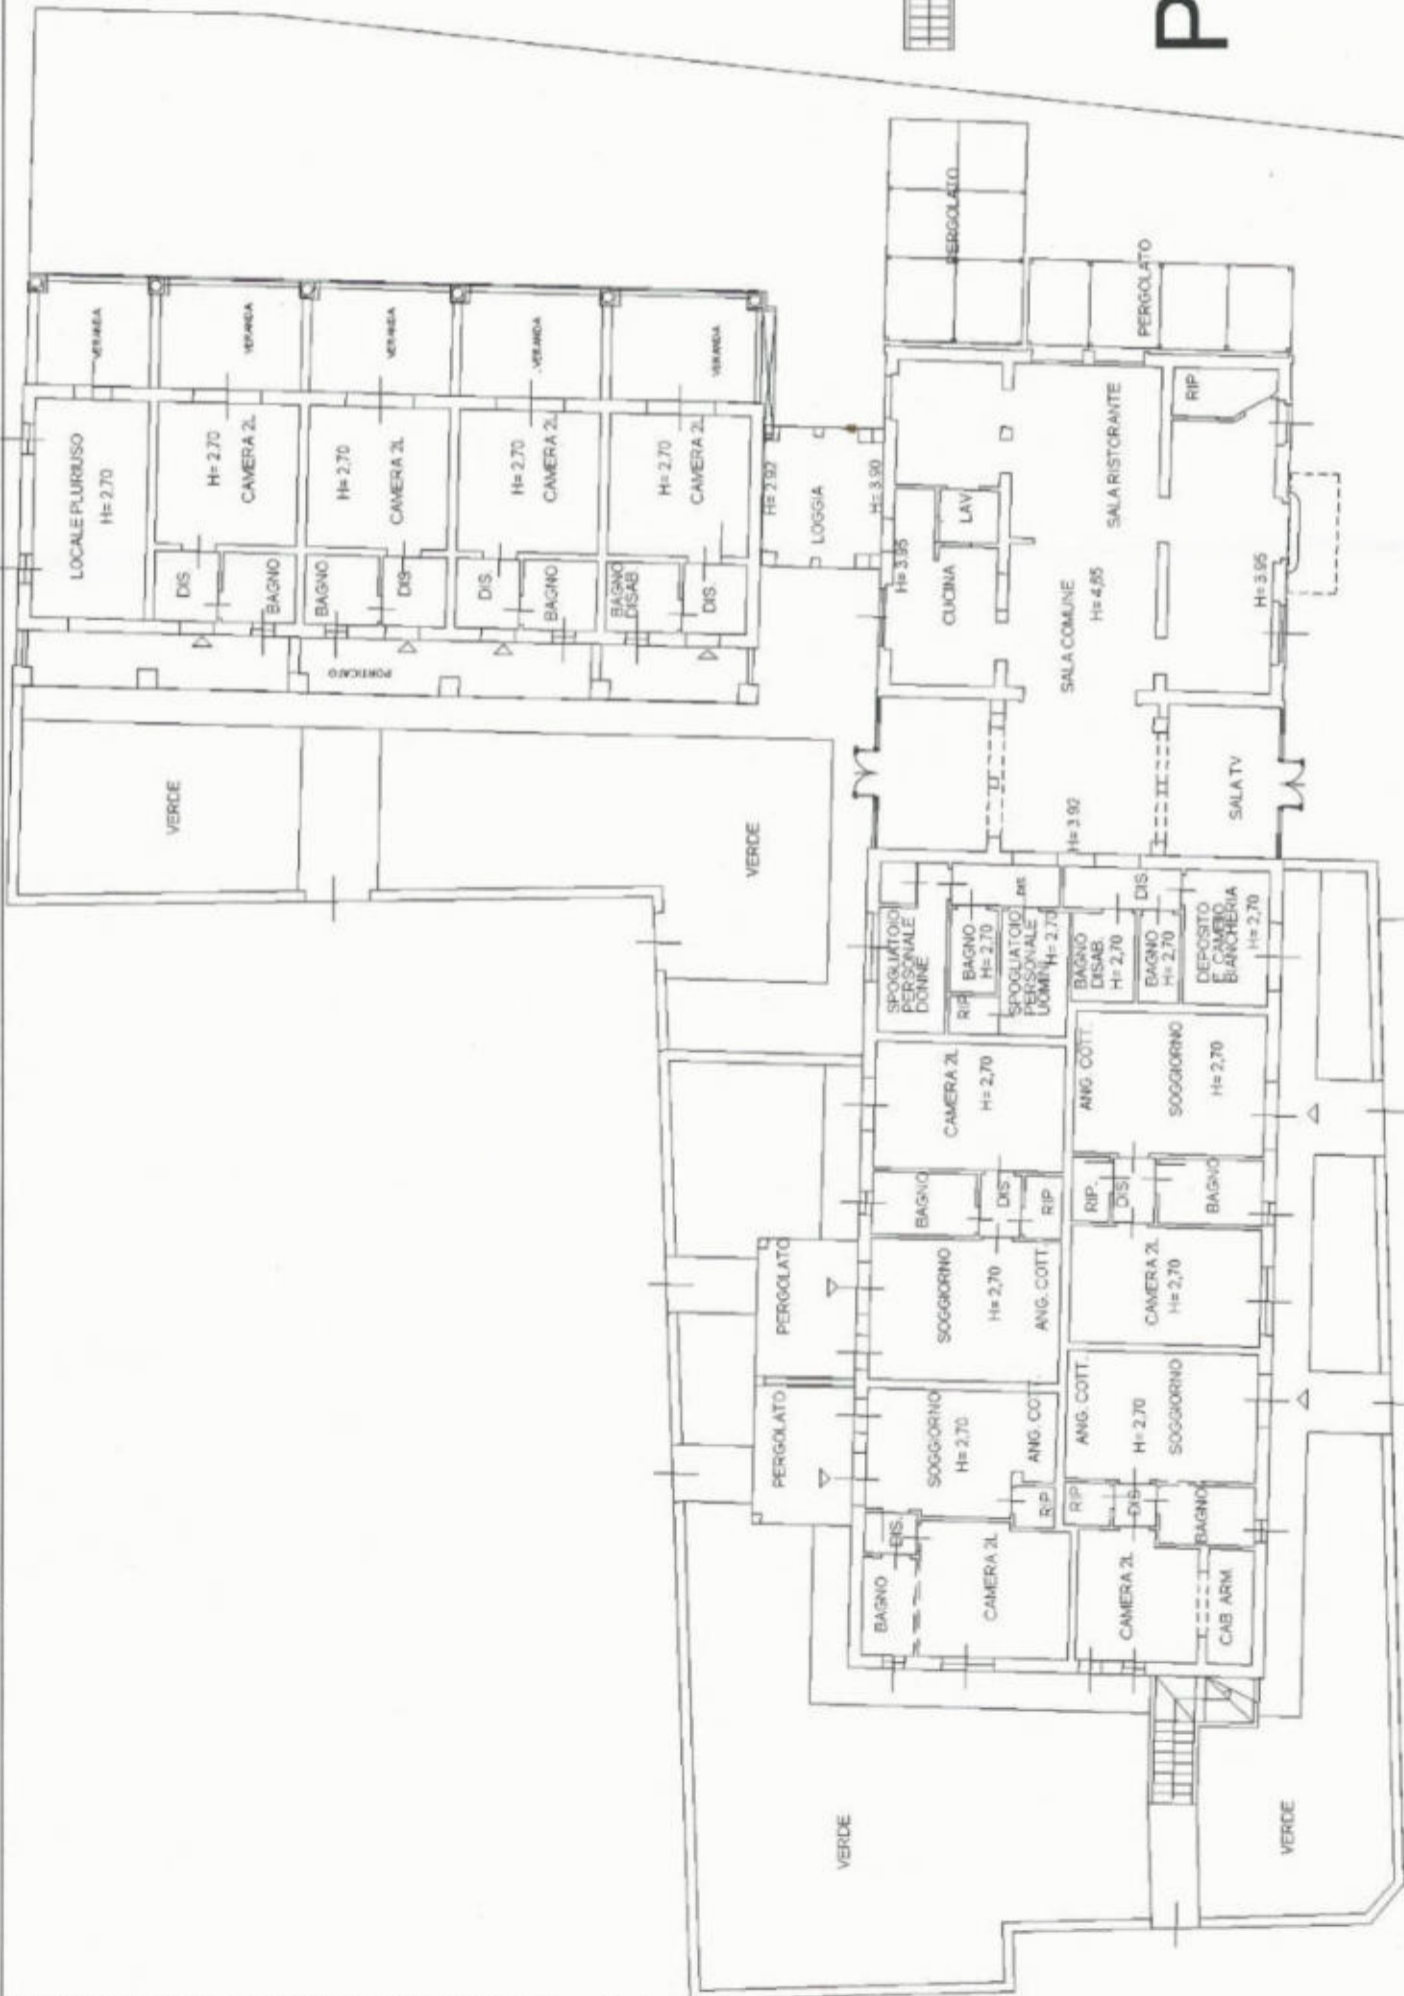 P
LOCALE PLURIUSO
H= 2,70
VERANDA
H= 2,70
CAMERA 2L
VERANDA
DIS
BAGNO
H= 2,70
CAMERA 2L
VERANDA
BAGNO
DIS
H= 2,70
CAMERA 2L
VERANDA
DIS.
BAGNO
H= 2,70
CAMERA 2L
VERANDA
BAGNO
DISAB.
DIS.
PORTICATO
H= 2,92
LOGGIA
H= 3,90
VERDE
VERDE
PERGOLATO
PERGOLATO
H= 3,95
CUCINA
LAV
SALA RISTORANTE
RIP
SALA COMUNE
H= 4,65
H= 3,95
H= 3.92
SALA TV
SPOGLIATOIO
PERSONALE
DONNE
DIS
BAGNO
H= 2,70
RIP
SPOGLIATOIO
PERSONALE
UOMINI
H= 2,70
DIS.
BAGNO
DISAB.
H= 2,70
BAGNO
H= 2,70
DEPOSITO
E CAMBIO
BIANCHERIA
H= 2,70
CAMERA 2L
H= 2,70
BAGNO
DIS
RIP
ANG. COTT.
SOGGIORNO
H= 2,70
RIP.
DIS
BAGNO
PERGOLATO
SOGGIORNO
H= 2,70
ANG. COTT.
CAMERA 2L
H= 2,70
PERGOLATO
SOGGIORNO
H= 2,70
ANG. COT
RIP
ANG. COTT.
H= 2,70
SOGGIORNO
RIP
DIS
BAGNO
DIS.
BAGNO
CAMERA 2L
CAMERA 2L
CAB ARM.
VERDE
VERDE